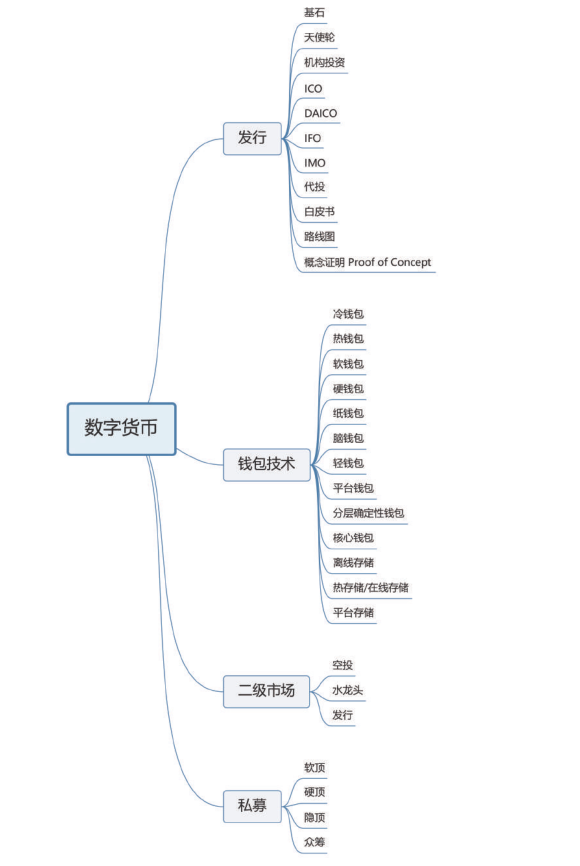 数字货币
发行
基石
天使轮
机构投资
ICO
DAICO
IFO
IMO
代投
白皮书
路线图
概念证明 Proof of Concept
钱包技术
冷钱包
热钱包
软钱包
硬钱包
纸钱包
脑钱包
轻钱包
平台钱包
分层确定性钱包
核心钱包
离线存储
热存储/在线存储
平台存储
二级市场
空投
水龙头
发行
私募
软顶
硬顶
隐顶
众筹